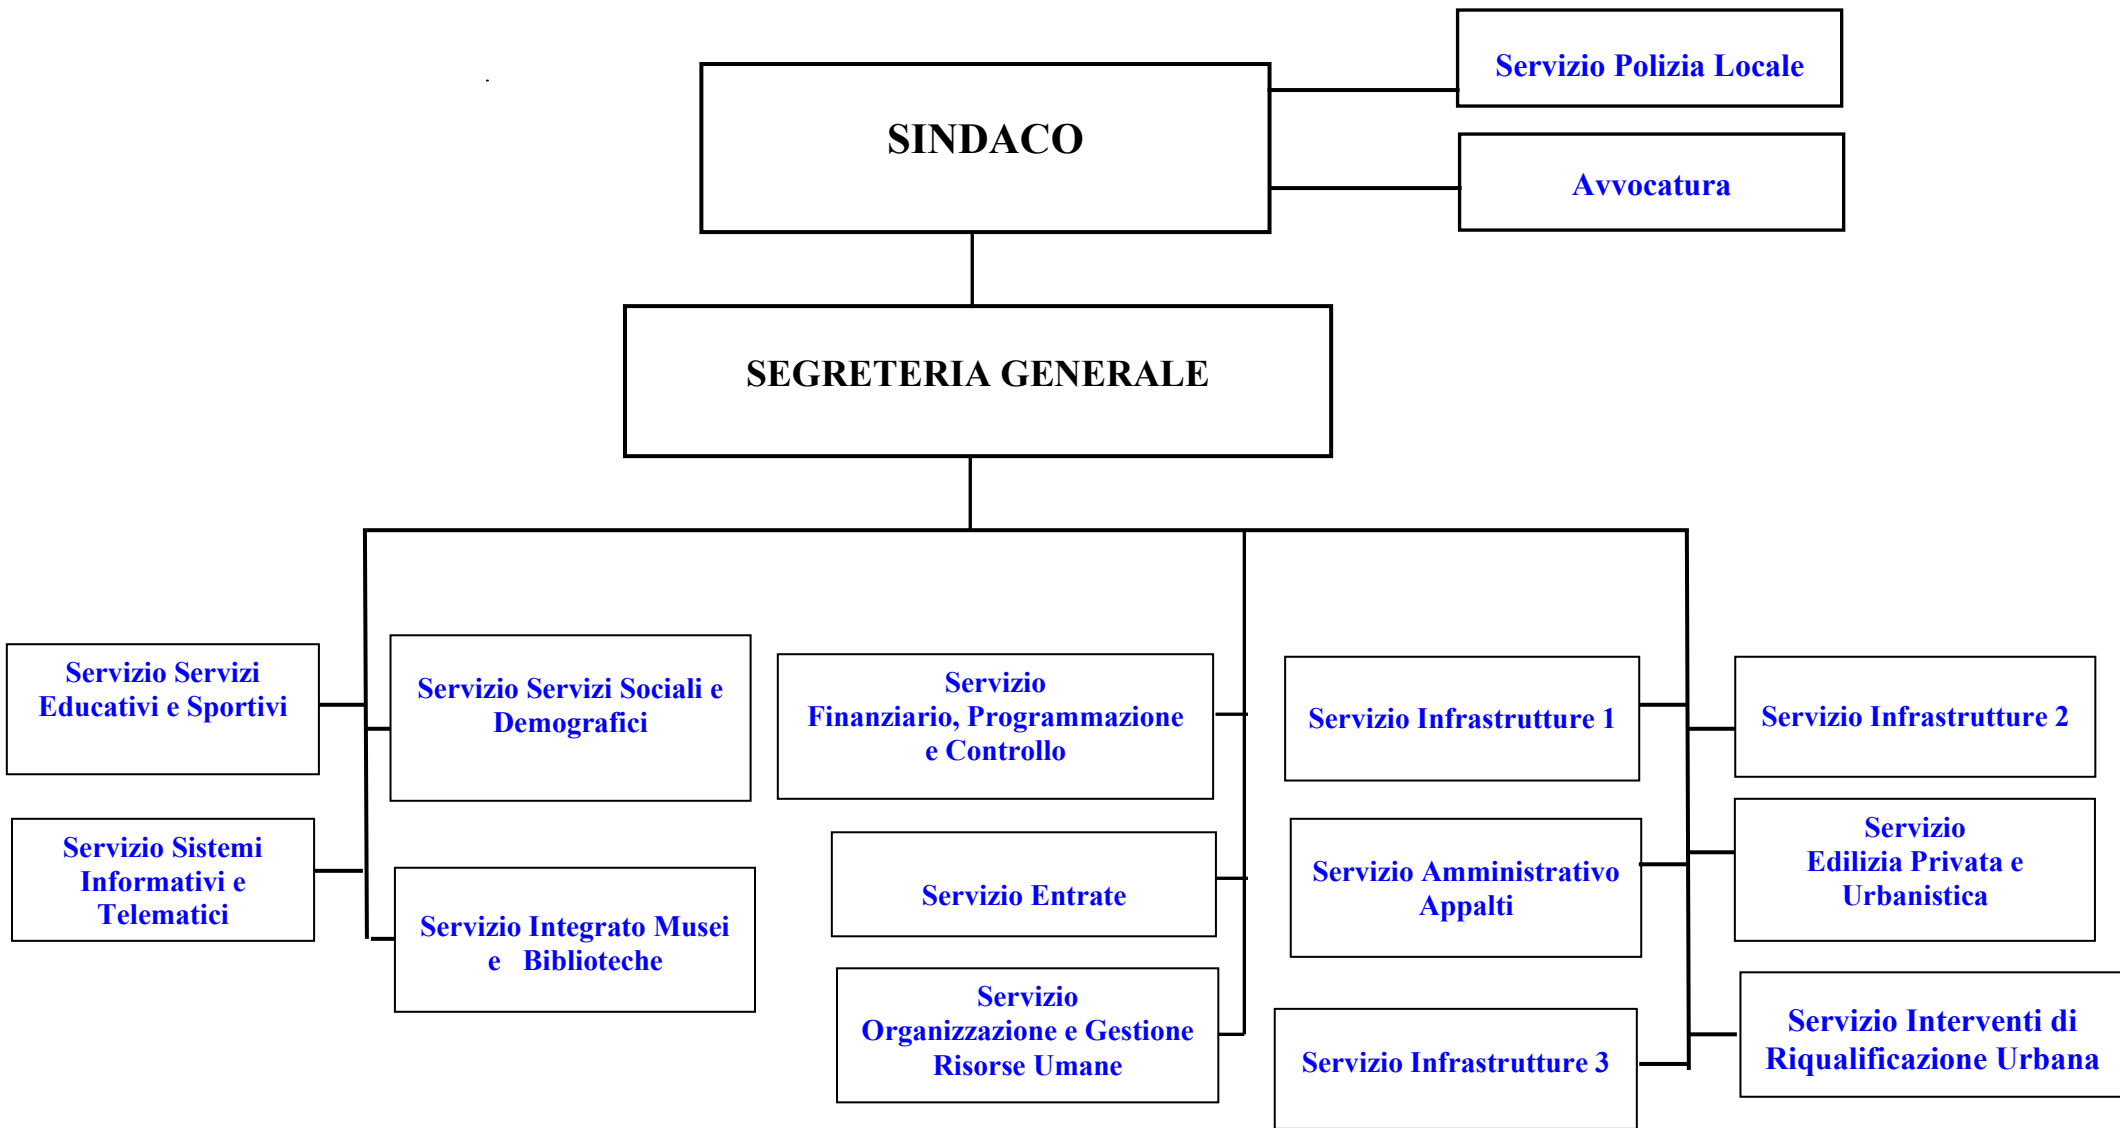 Servizio Polizia Locale
SINDACO
Avvocatura
SEGRETERIA GENERALE
Servizio Servizi
Educativi e Sportivi
Servizio Servizi Sociali e
Demografici
Servizio
Finanziario, Programmazione
e Controllo
Servizio Infrastrutture 1
Servizio Infrastrutture 2
Servizio Sistemi
Informativi e
Telematici
Servizio Integrato Musei
e Biblioteche
Servizio Entrate
Servizio Amministrativo
Appalti
Servizio
Edilizia Privata e
Urbanistica
Servizio
Organizzazione e Gestione
Risorse Umane
Servizio Infrastrutture 3
Servizio Interventi di
Riqualificazione Urbana